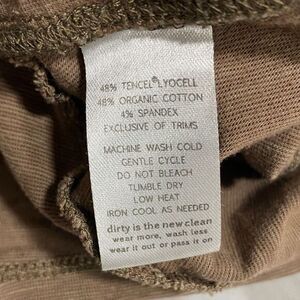 48% TENCEL® LYOCELL
48% ORGANIC COTTON
4% SPANDEX
EXCLUSIVE OF TRIMS
MACHINE WASH COLD
GENTLE CYCLE
DO NOT BLEACH
TUMBLE DRY
LOW HEAT
IRON COOL AS NEEDED
dirty is the new clean
wear more, wash less
wear it out or pass it on